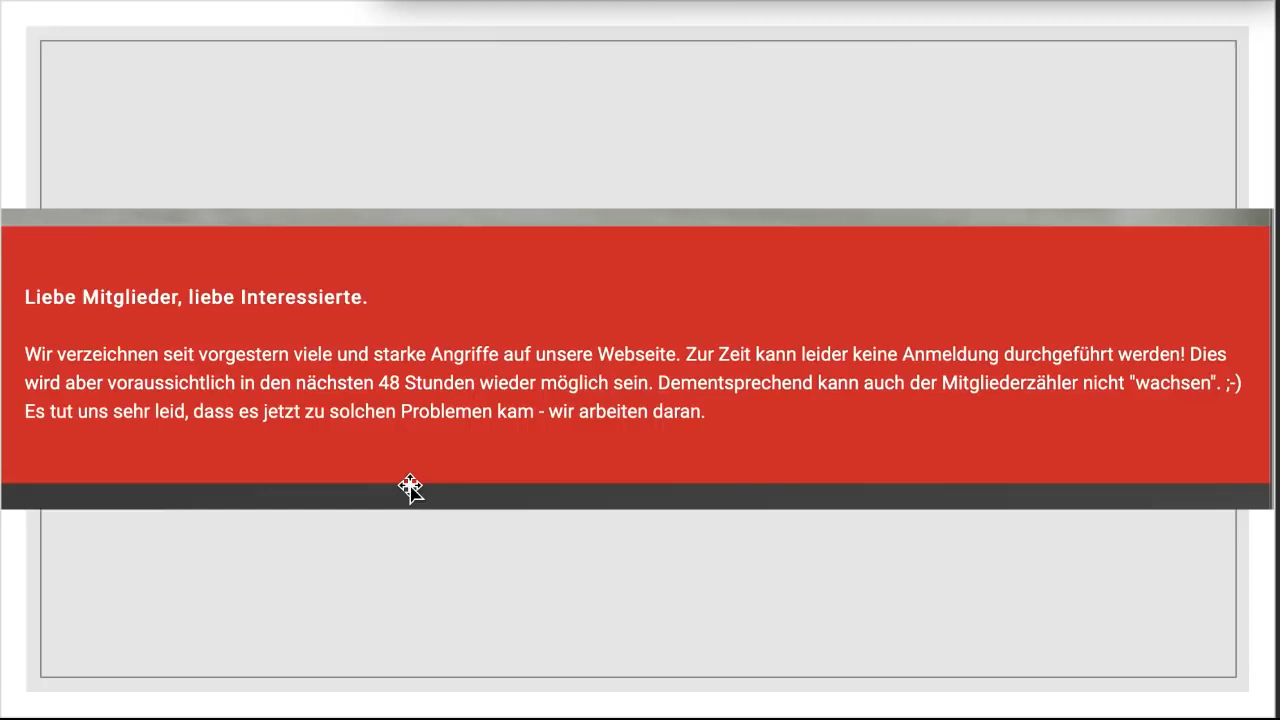 Liebe Mitglieder, liebe Interessierte.
Wir verzeichnen seit vorgestern viele und starke Angriffe auf unsere Webseite. Zur Zeit kann leider keine Anmeldung durchgeführt werden! Dies
wird aber voraussichtlich in den nächsten 48 Stunden wieder möglich sein. Dementsprechend kann auch der Mitgliederzähler nicht "wachsen". ;-)
Es tut uns sehr leid, dass es jetzt zu solchen Problemen kam - wir arbeiten daran.